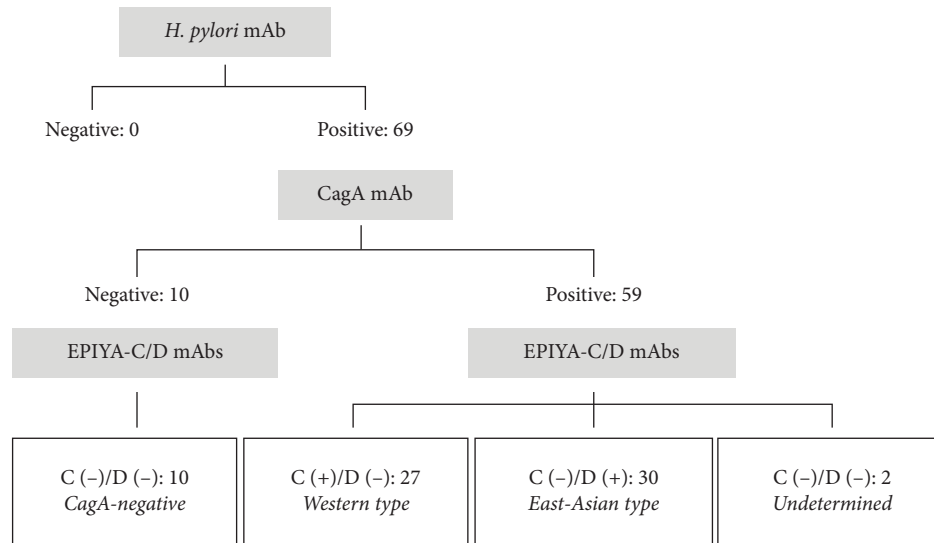 H. pylori mAb
Negative: 0
Positive: 69
CagA mAb
Negative: 10
Positive: 59
EPIYA-C/D mAbs
EPIYA-C/D mAbs
C (–)/D (–): 10
CagA-negative
C (+)/D (–): 27
Western type
C (–)/D (+): 30
East-Asian type
C (–)/D (–): 2
Undetermined